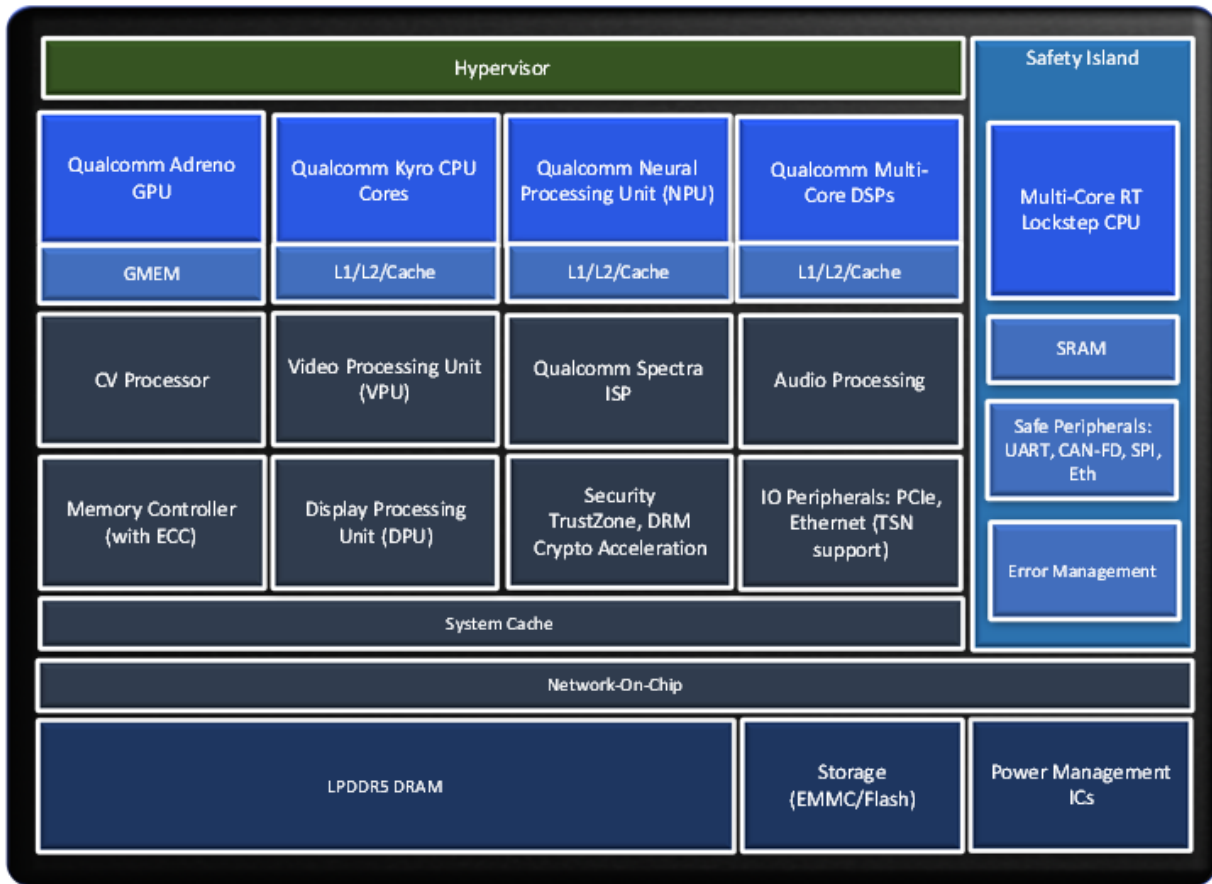 Hypervisor
Safety Island
Qualcomm Adreno
GPU
Qualcomm Kyro CPU
Cores
Qualcomm Neural
Processing Unit (NPU)
Qualcomm Multi-
Core DSPs
Multi-Core RT
Lockstep CPU
GMEM
L1/L2/Cache
L1/L2/Cache
L1/L2/Cache
SRAM
CV Processor
Video Processing Unit
(VPU)
Qualcomm Spectra
ISP
Audio Processing
Safe Peripherals:
UART, CAN-FD, SPI,
Eth
Memory Controller
(with ECC)
Display Processing
Unit (DPU)
Security
TrustZone, DRM
Crypto Acceleration
IO Peripherals: PCIe,
Ethernet (TSN
support)
Error Management
System Cache
Network-On-Chip
LPDDR5 DRAM
Storage
(EMMC/Flash)
Power Management
ICs